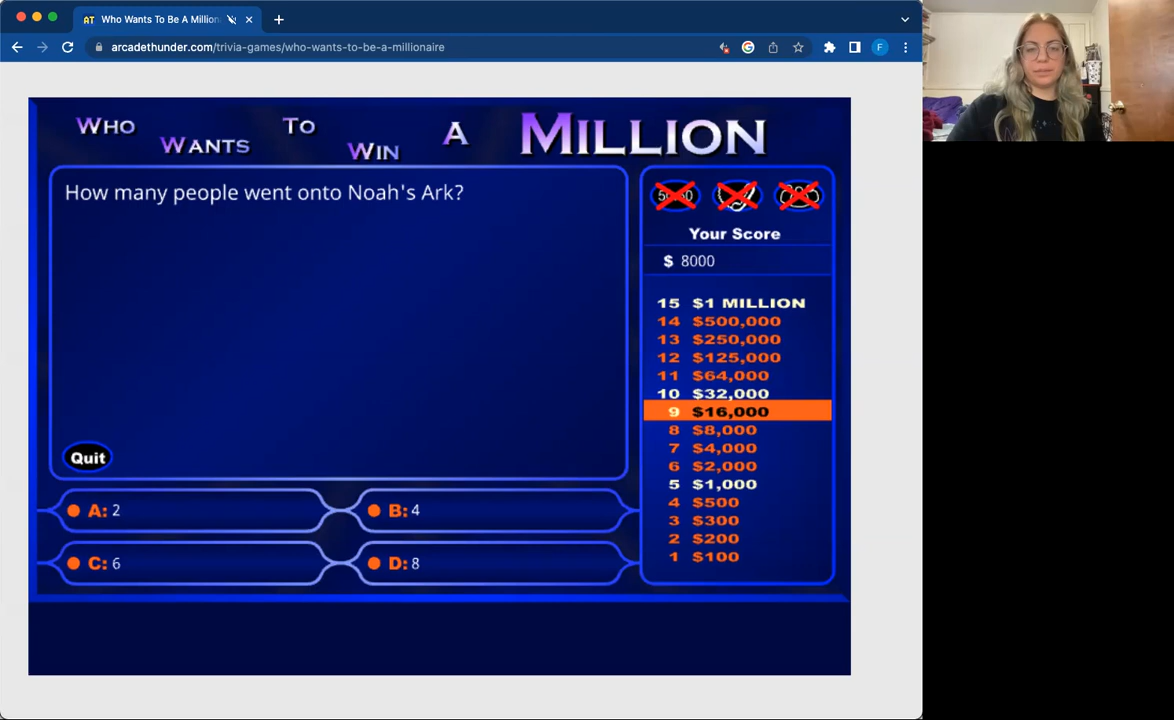 Who Wants To Be A Million
arcadethunder.com/trivia-games/who-wants-to-be-a-millionaire
F
WHO WANTS TO WIN A MILLION
How many people went onto Noah's Ark?
Quit
A: 2
B: 4
C: 6
D: 8
Your Score
$ 8000
15 $1 MILLION
14 $500,000
13 $250,000
12 $125,000
11 $64,000
10 $32,000
9 $16,000
8 $8,000
7 $4,000
6 $2,000
5 $1,000
4 $500
3 $300
2 $200
1 $100